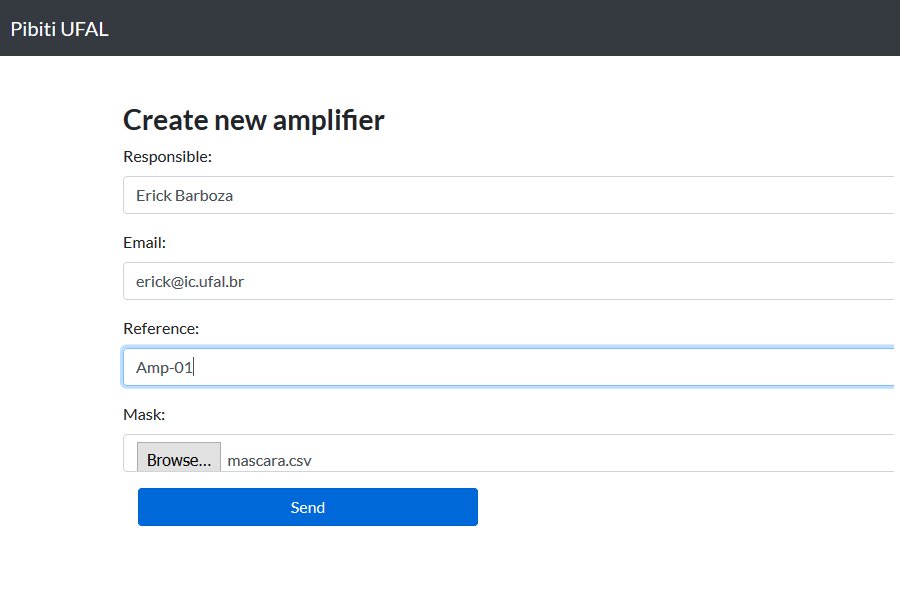 Pibiti UFAL
Create new amplifier
Responsible:
Erick Barboza
Email:
erick@ic.ufal.br
Reference:
Amp-01
Mask:
Browse... mascara.csv
Send